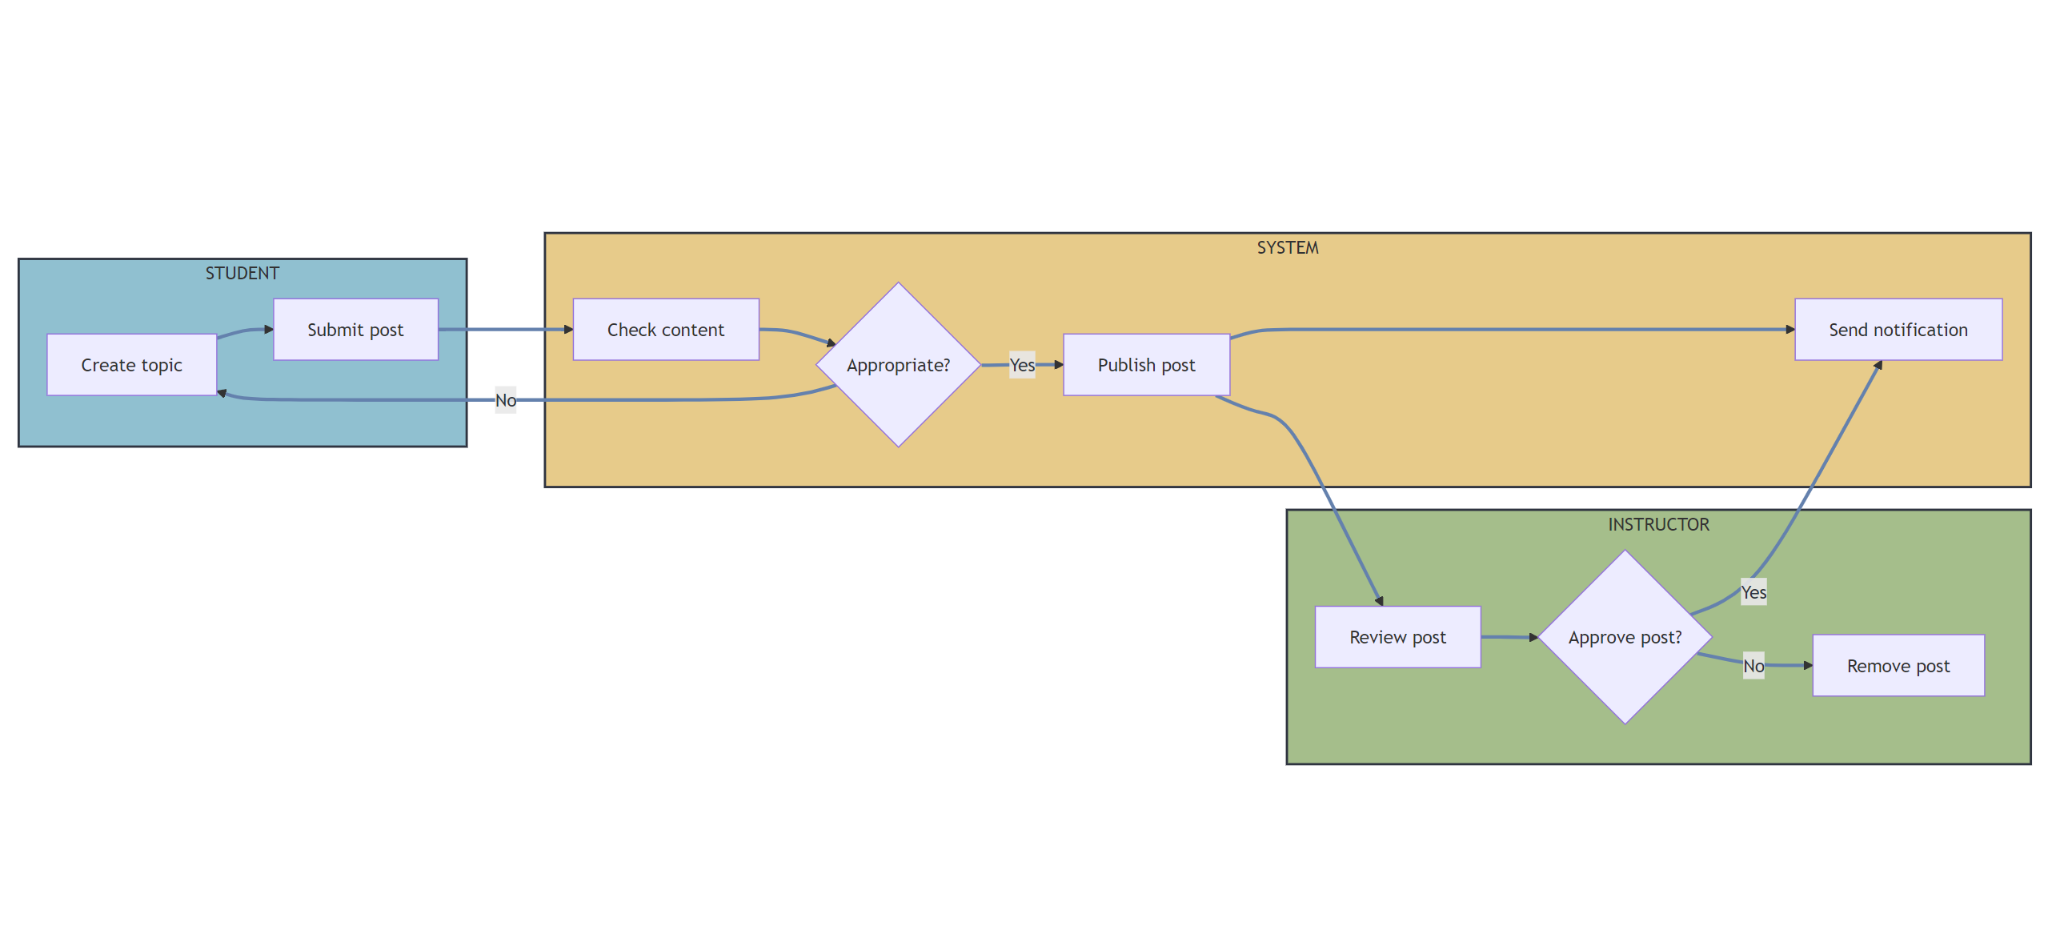 STUDENT
Create topic
Submit post
No
SYSTEM
Check content
Appropriate?
Yes
Publish post
Send notification
INSTRUCTOR
Review post
Approve post?
Yes
No
Remove post